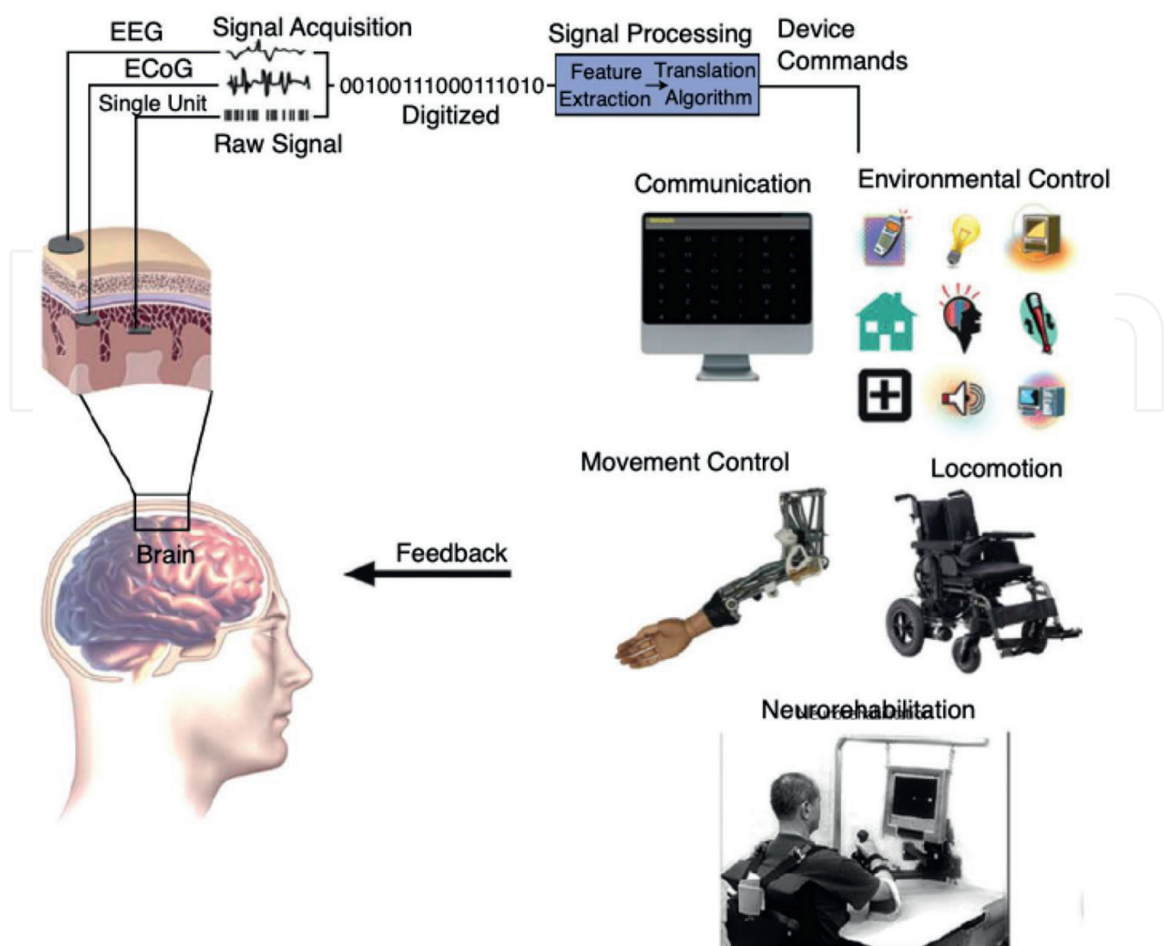 EEG
Signal Acquisition
ECoG
Single Unit
Raw Signal
00100111000111010
Digitized
Signal Processing
Feature
Extraction
Translation
Algorithm
Device
Commands
Communication
Environmental Control
Movement Control
Locomotion
Brain
Feedback
Neurorehabilitation